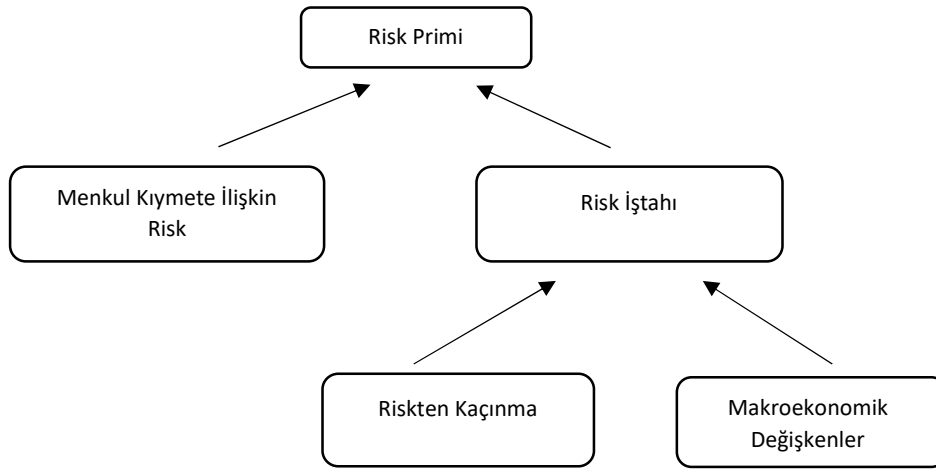 Risk Primi
Menkul Kıymete İlişkin
Risk
Risk İştahı
Riskten Kaçınma
Makroekonomik
Değişkenler